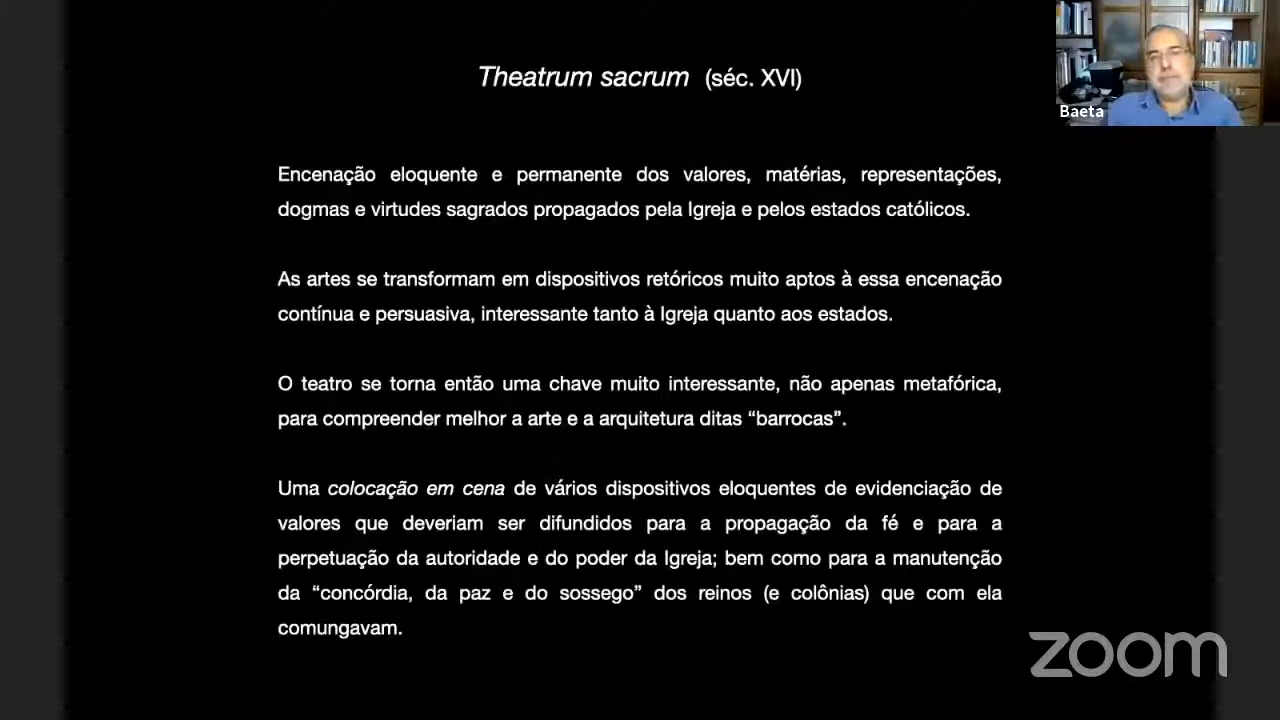 Theatrum sacrum (séc. XVI)
Baeta
Encenação eloquente e permanente dos valores, matérias, representações,
dogmas e virtudes sagrados propagados pela Igreja e pelos estados católicos.
As artes se transformam em dispositivos retóricos muito aptos à essa encenação
contínua e persuasiva, interessante tanto à Igreja quanto aos estados.
O teatro se torna então uma chave muito interessante, não apenas metafórica,
para compreender melhor a arte e a arquitetura ditas “barrocas”.
Uma colocação em cena de vários dispositivos eloquentes de evidenciação de
valores que deveriam ser difundidos para a propagação da fé e para a
perpetuação da autoridade e do poder da Igreja; bem como para a manutenção
da “concórdia, da paz e do sossego” dos reinos (e colônias) que com ela
comungavam.
zoom